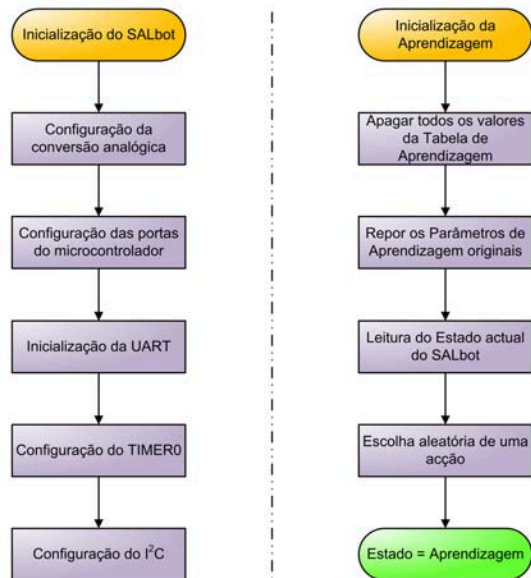 Inicialização do SALbot
Configuração da
conversão analógica
Configuração das portas
do microcontrolador
Inicialização da UART
Configuração do TIMER0
Configuração do I²C
Inicialização da
Aprendizagem
Apagar todos os valores
da Tabela de
Aprendizagem
Repor os Parâmetros de
Aprendizagem originais
Leitura do Estado actual
do SALbot
Escolha aleatória de uma
acção
Estado = Aprendizagem